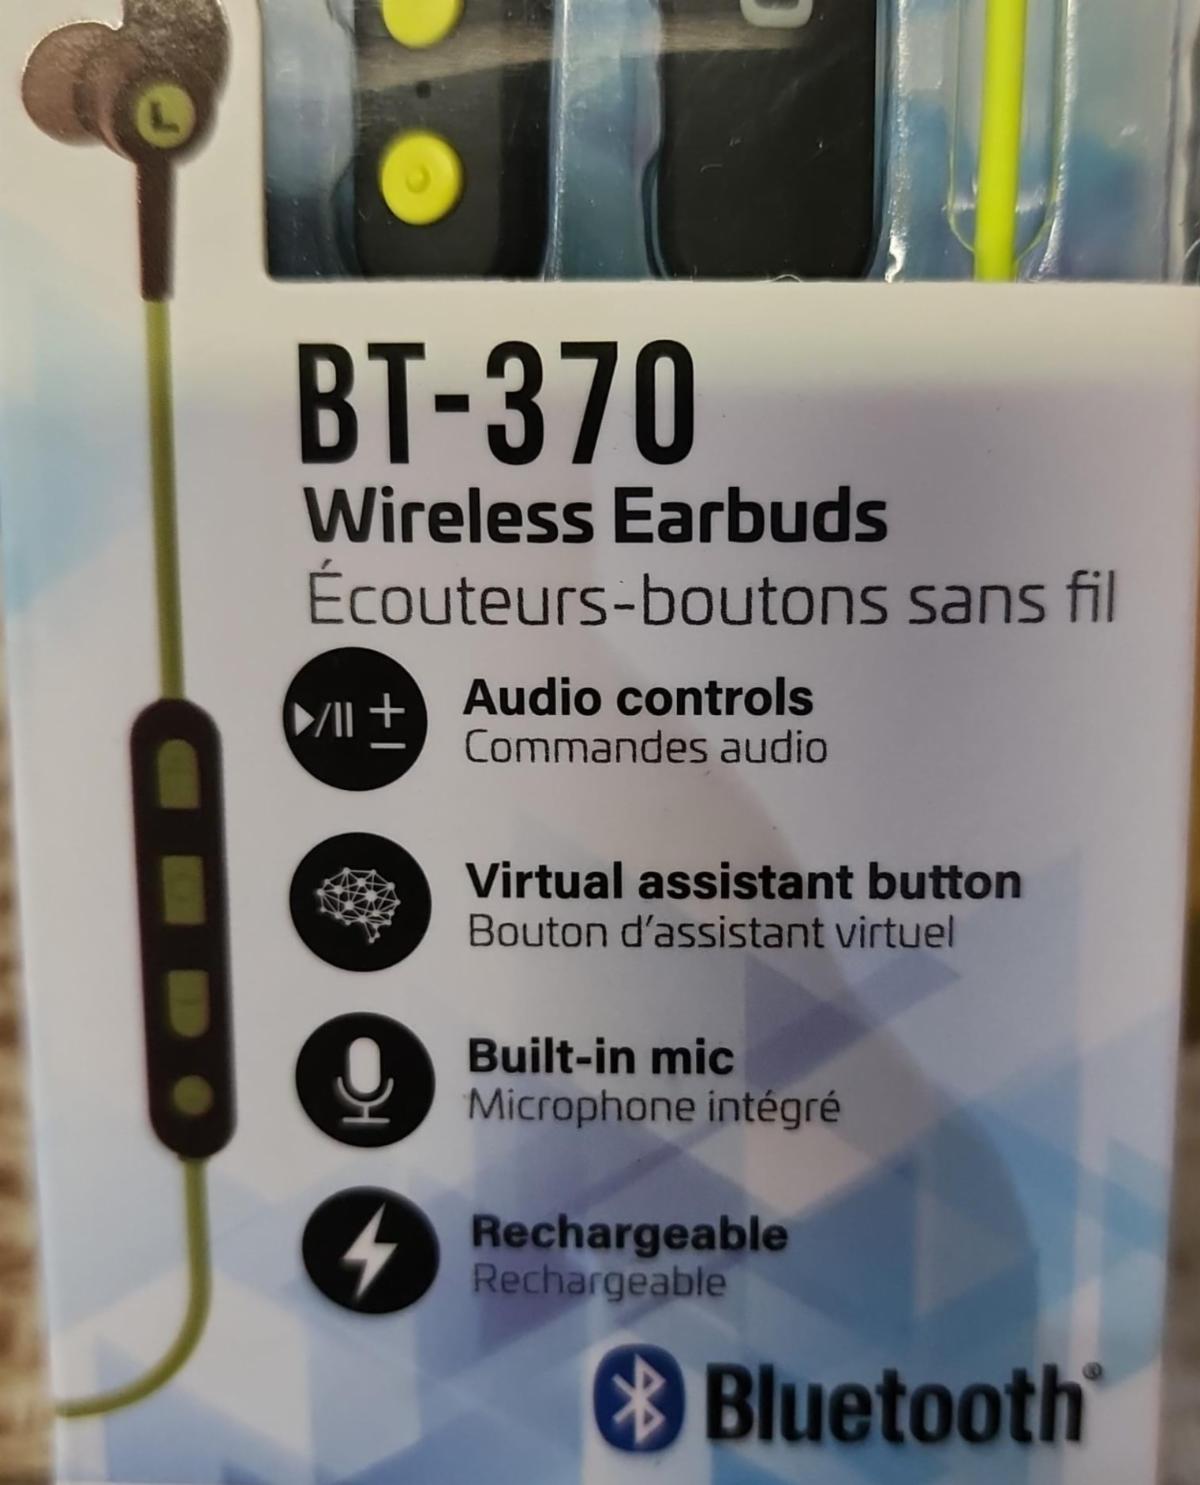 L
BT-370
Wireless Earbuds
Écouteurs-boutons sans fil
Audio controls
Commandes audio
Virtual assistant button
Bouton d'assistant virtuel
Built-in mic
Microphone intégré
Rechargeable
Rechargeable
Bluetooth®